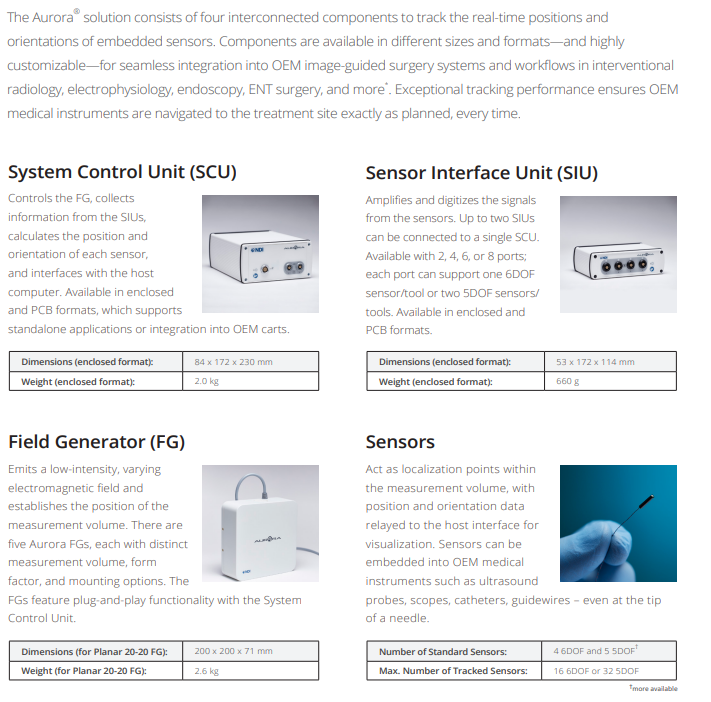 The Aurora® solution consists of four interconnected components to track the real-time positions and
orientations of embedded sensors. Components are available in different sizes and formats—and highly
customizable—for seamless integration into OEM image-guided surgery systems and workflows in interventional
radiology, electrophysiology, endoscopy, ENT surgery, and more*. Exceptional tracking performance ensures OEM
medical instruments are navigated to the treatment site exactly as planned, every time.
System Control Unit (SCU)
Controls the FG, collects
information from the SIUs,
calculates the position and
orientation of each sensor,
and interfaces with the host
computer. Available in enclosed
and PCB formats, which supports
standalone applications or integration into OEM carts.
NDI
Dimensions (enclosed format): 84 x 172 x 230 mm
Weight (enclosed format): 2.0 kg
Sensor Interface Unit (SIU)
Amplifies and digitizes the signals
from the sensors. Up to two SIUs
can be connected to a single SCU.
Available with 2, 4, 6, or 8 ports;
each port can support one 6DOF
sensor/tool or two 5DOF sensors/
tools. Available in enclosed and
PCB formats.
NDI
Dimensions (enclosed format): 53 x 172 x 114 mm
Weight (enclosed format): 660 g
Field Generator (FG)
Emits a low-intensity, varying
electromagnetic field and
establishes the position of the
measurement volume. There are
five Aurora FGs, each with distinct
measurement volume, form
factor, and mounting options. The
FGs feature plug-and-play functionality with the System
Control Unit.
AURORA
NDI
Dimensions (for Planar 20-20 FG): 200 x 200 x 71 mm
Weight (for Planar 20-20 FG): 2.6 kg
Sensors
Act as localization points within
the measurement volume, with
position and orientation data
relayed to the host interface for
visualization. Sensors can be
embedded into OEM medical
instruments such as ultrasound
probes, scopes, catheters, guidewires – even at the tip
of a needle.
Number of Standard Sensors: 4 6DOF and 5 5DOF†
Max. Number of Tracked Sensors: 16 6DOF or 32 5DOF
†more available